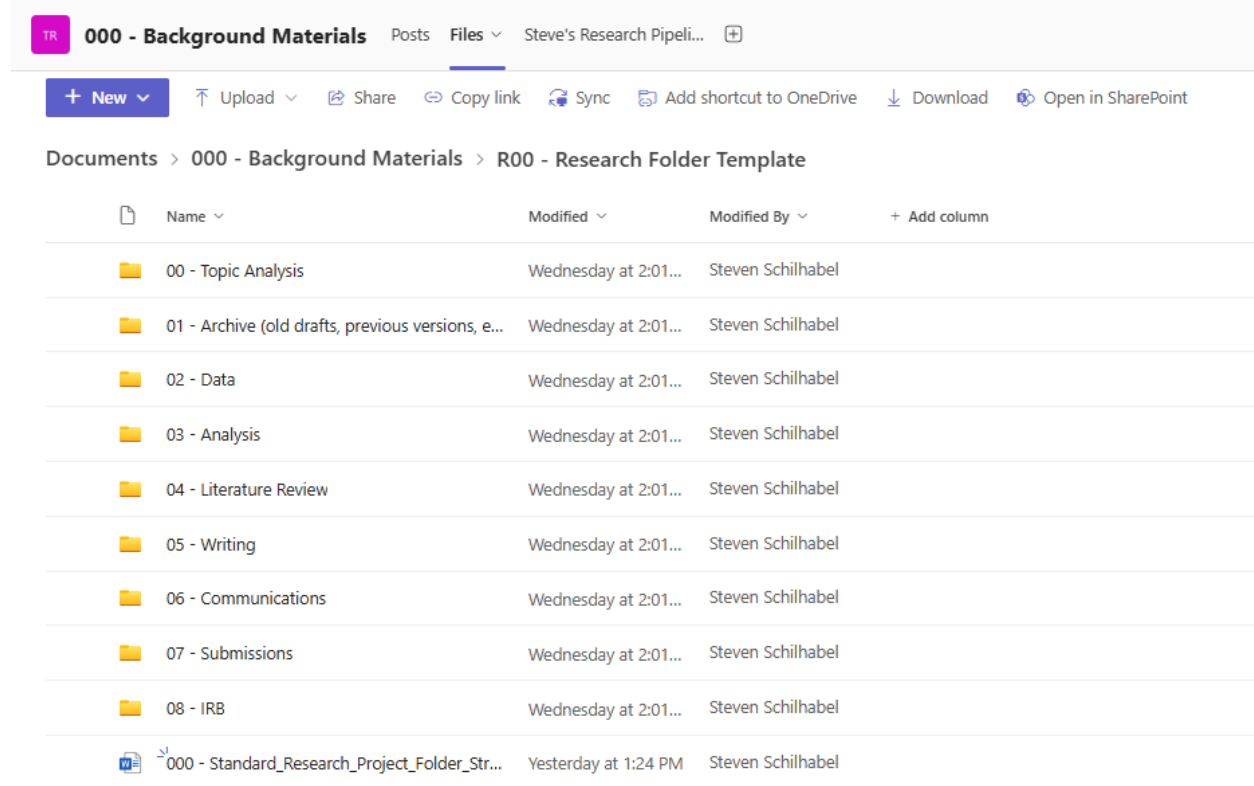 TR 000 - Background Materials Posts Files Steve's Research Pipeli...
New Upload Share Copy link Sync Add shortcut to OneDrive Download Open in SharePoint
Documents > 000 - Background Materials > R00 - Research Folder Template
Name Modified Modified By + Add column
00 - Topic Analysis Wednesday at 2:01... Steven Schilhabel
01 - Archive (old drafts, previous versions, e... Wednesday at 2:01... Steven Schilhabel
02 - Data Wednesday at 2:01... Steven Schilhabel
03 - Analysis Wednesday at 2:01... Steven Schilhabel
04 - Literature Review Wednesday at 2:01... Steven Schilhabel
05 - Writing Wednesday at 2:01... Steven Schilhabel
06 - Communications Wednesday at 2:01... Steven Schilhabel
07 - Submissions Wednesday at 2:01... Steven Schilhabel
08 - IRB Wednesday at 2:01... Steven Schilhabel
000 - Standard_Research_Project_Folder_Str... Yesterday at 1:24 PM Steven Schilhabel